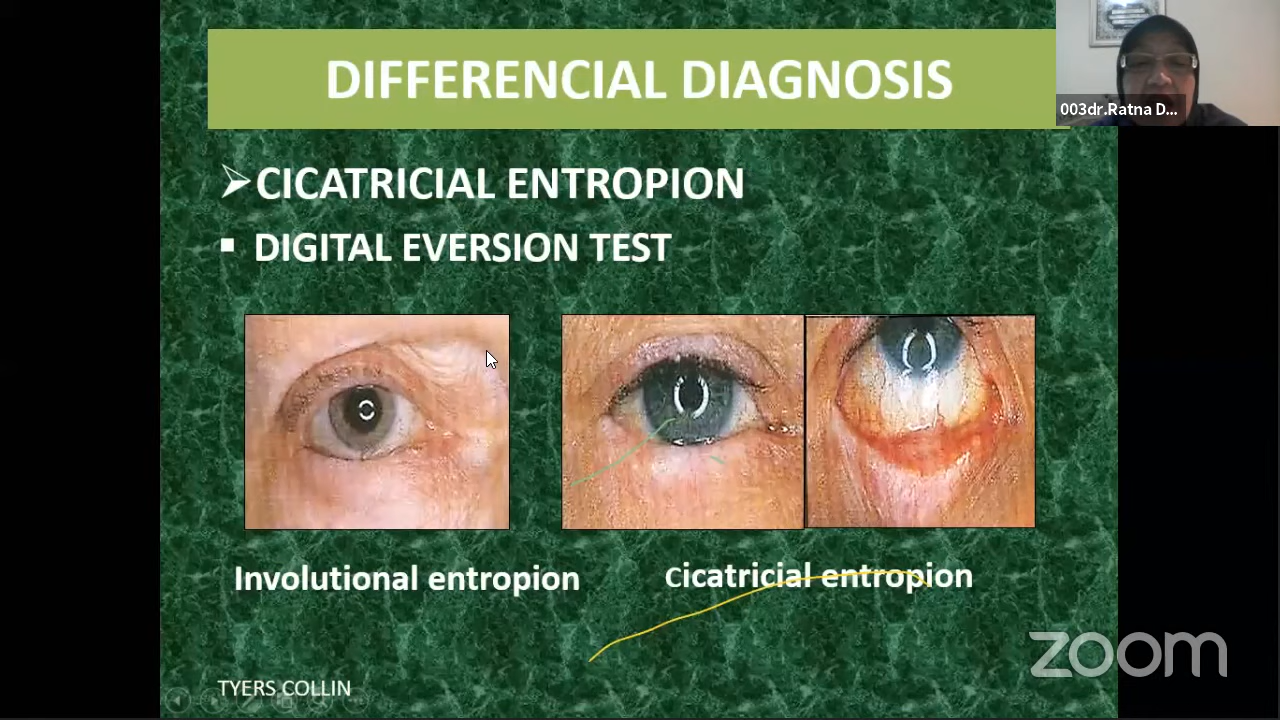 DIFFERENCIAL DIAGNOSIS
003dr.Ratna D...
CICATRICIAL ENTROPION
DIGITAL EVERSION TEST
Involutional entropion
Cicatricial entropion
zoom
TYERS COLLIN